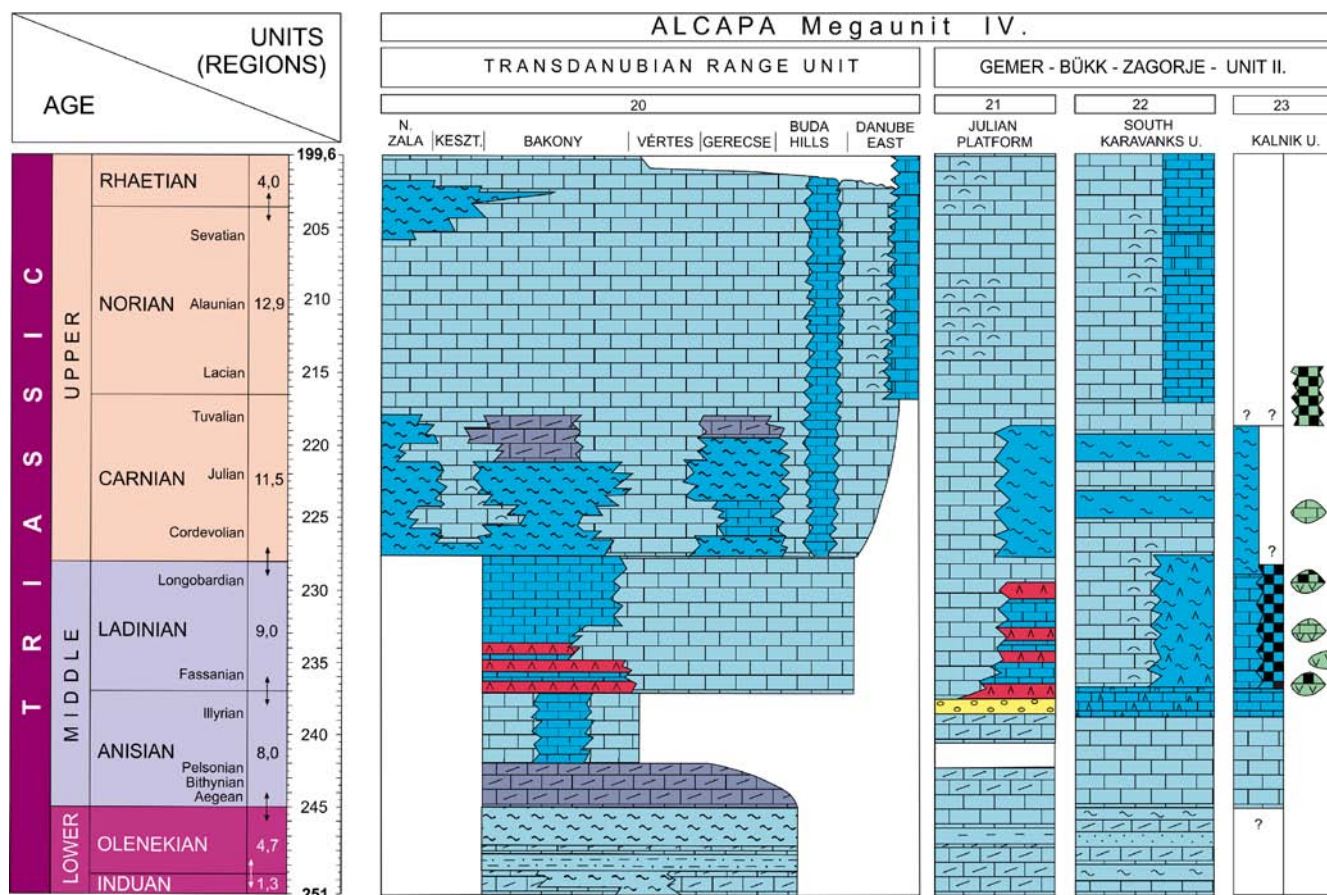 ALCAPA Megaunit IV.
UNITS
(REGIONS)
AGE
TRANSDANUBIAN RANGE UNIT
GEMER - BÜKK - ZAGORJE - UNIT II.
20
21
22
23
N.
ZALA
KESZT.
BAKONY
VÉRTES
GERECSE
BUDA
HILLS
DANUBE
EAST
JULIAN
PLATFORM
SOUTH
KARAVANKS U.
KALNIK U.
TRIASSIC
UPPER
RHAETIAN
4,0
Sevatian
NORIAN
Alaunian
12,9
Lacian
Tuvalian
CARNIAN
Julian
11,5
Cordevolian
MIDDLE
Longobardian
LADINIAN
9,0
Fassanian
Illyrian
ANISIAN
8,0
Pelsonian
Bithynian
Aegean
LOWER
OLENEKIAN
4,7
INDUAN
1,3
199,6
205
210
215
220
225
230
235
240
245
251
? ?
?
?